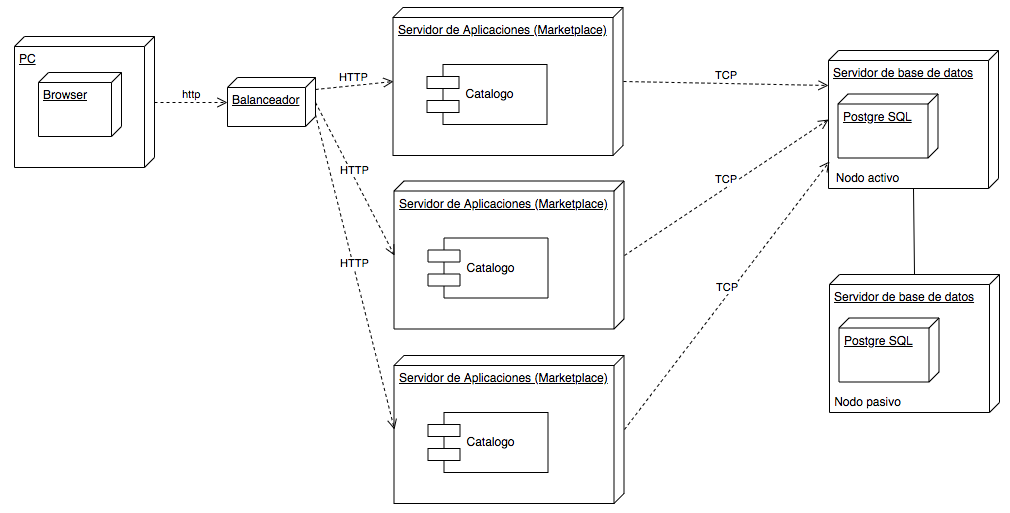 PC
Browser
http
Balanceador
HTTP
HTTP
HTTP
Servidor de Aplicaciones (Marketplace)
Catalogo
Servidor de Aplicaciones (Marketplace)
Catalogo
Servidor de Aplicaciones (Marketplace)
Catalogo
TCP
TCP
TCP
Servidor de base de datos
Postgre SQL
Nodo activo
Servidor de base de datos
Postgre SQL
Nodo pasivo